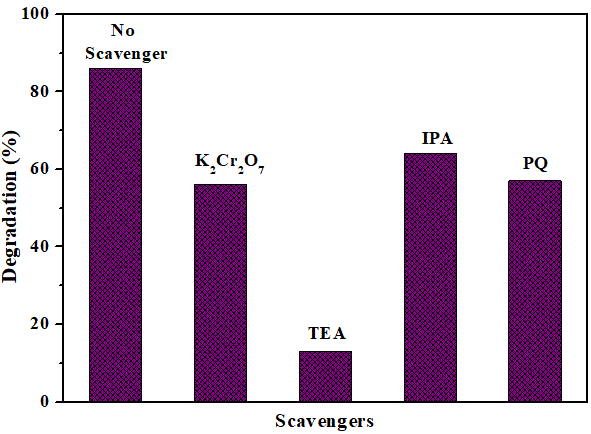 100
80
60
40
20
0
Degradation (%)
No
Scavenger
K₂Cr₂O₇
TEA
IPA
PQ
Scavengers